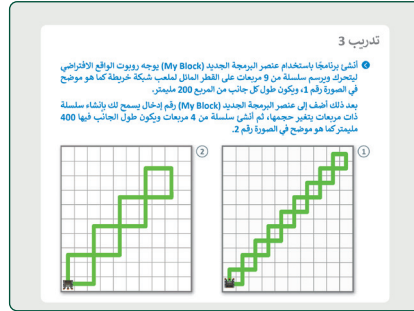 تدريب 3
أنشئ برنامجًا باستخدام عنصر البرمجة الجديد (My Block) يوجه روبوت الواقع الافتراضي
ليتحرك ويرسم سلسلة من 9 مربعات على القطر المائل لملعب شبكة خريطة كما هو موضح
في الصورة رقم 1، ويكون طول كل جانب من المربع 200 مليمتر.
بعد ذلك أضف إلى عنصر البرمجة الجديد (My Block) رقم إدخال يسمح لك بإنشاء سلسلة
ذات مربعات يتغير حجمها، ثم أنشئ سلسلة من 4 مربعات ويكون طول الجانب فيها 400
مليمتر كما هو موضح في الصورة رقم 2.
1
2